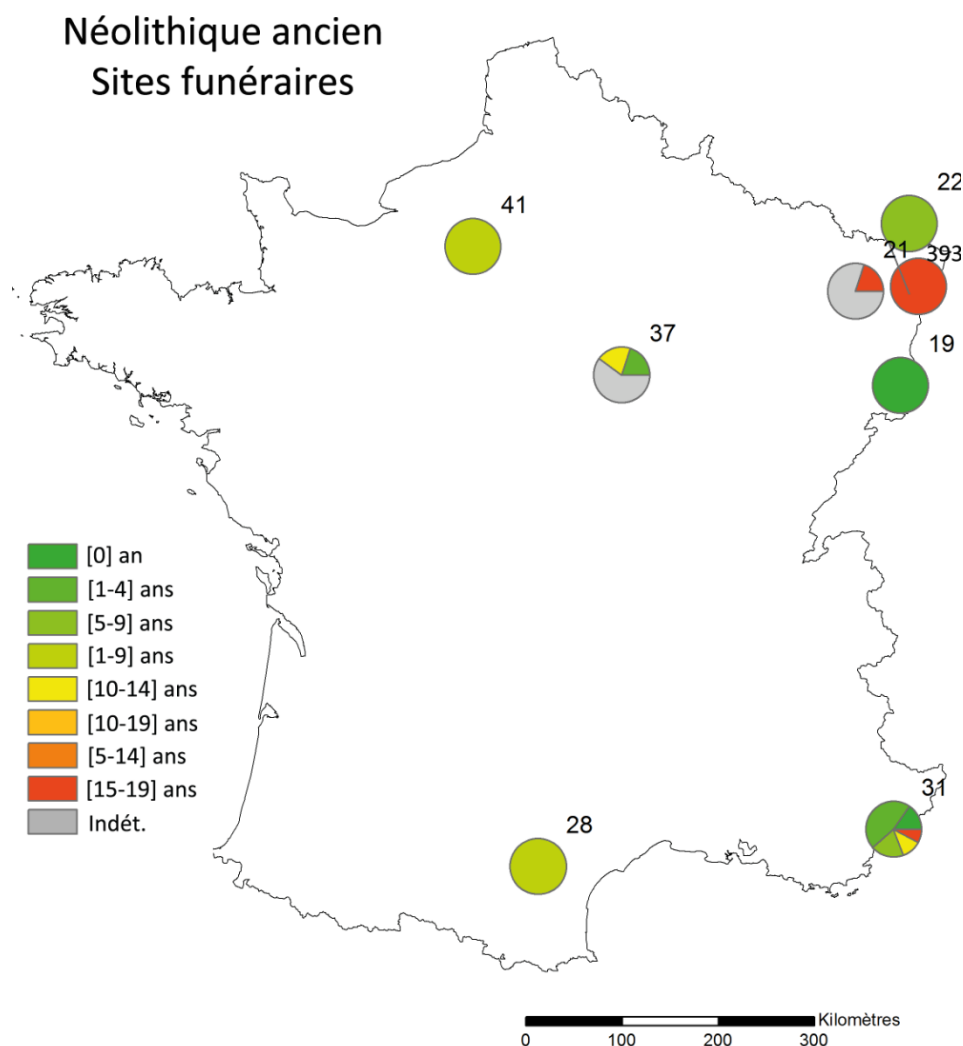 Néolithique ancien
Sites funéraires
22
41
21
393
37
19
[0] an
[1-4] ans
[5-9] ans
[1-9] ans
[10-14] ans
[10-19] ans
[5-14] ans
[15-19] ans
Indét.
31
28
Kilomètres
0 100 200 300